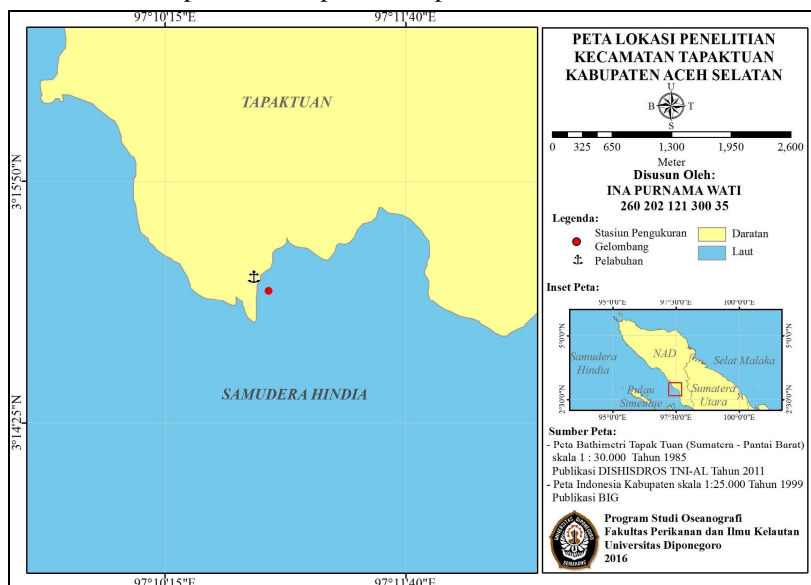 97°10'15"E
97°11'40"E
3°15'50"N
3°14'25"N
TAPAKTUAN
SAMUDERA HINDIA
97°10'15"E
97°11'40"E
PETA LOKASI PENELITIAN
KECAMATAN TAPAKTUAN
KABUPATEN ACEH SELATAN
U
B T
S
0 325 650 1,300 1,950 2,600
Meter
Disusun Oleh:
INA PURNAMA WATI
260 202 121 300 35
Legenda:
Stasiun Pengukuran
Gelombang
Pelabuhan
Daratan
Laut
Inset Peta:
95°0'0"E 97°30'0"E 100°0'0"E
5°0'0"N
2°30'0"N
5°0'0"N
2°30'0"N
Samudera
Hindia
NAD
Selat Malaka
Pulau
Simeulue
Sumatera
Utara
95°0'0"E 97°30'0"E 100°0'0"E
Sumber Peta:
- Peta Bathimetri Tapak Tuan (Sumatera - Pantai Barat)
skala 1 : 30.000 Tahun 1985
Publikasi DISHISDROS TNI-AL Tahun 2011
- Peta Indonesia Kabupaten skala 1:25.000 Tahun 1999
Publikasi BIG
Program Studi Oseanografi
Fakultas Perikanan dan Ilmu Kelautan
Universitas Diponegoro
2016